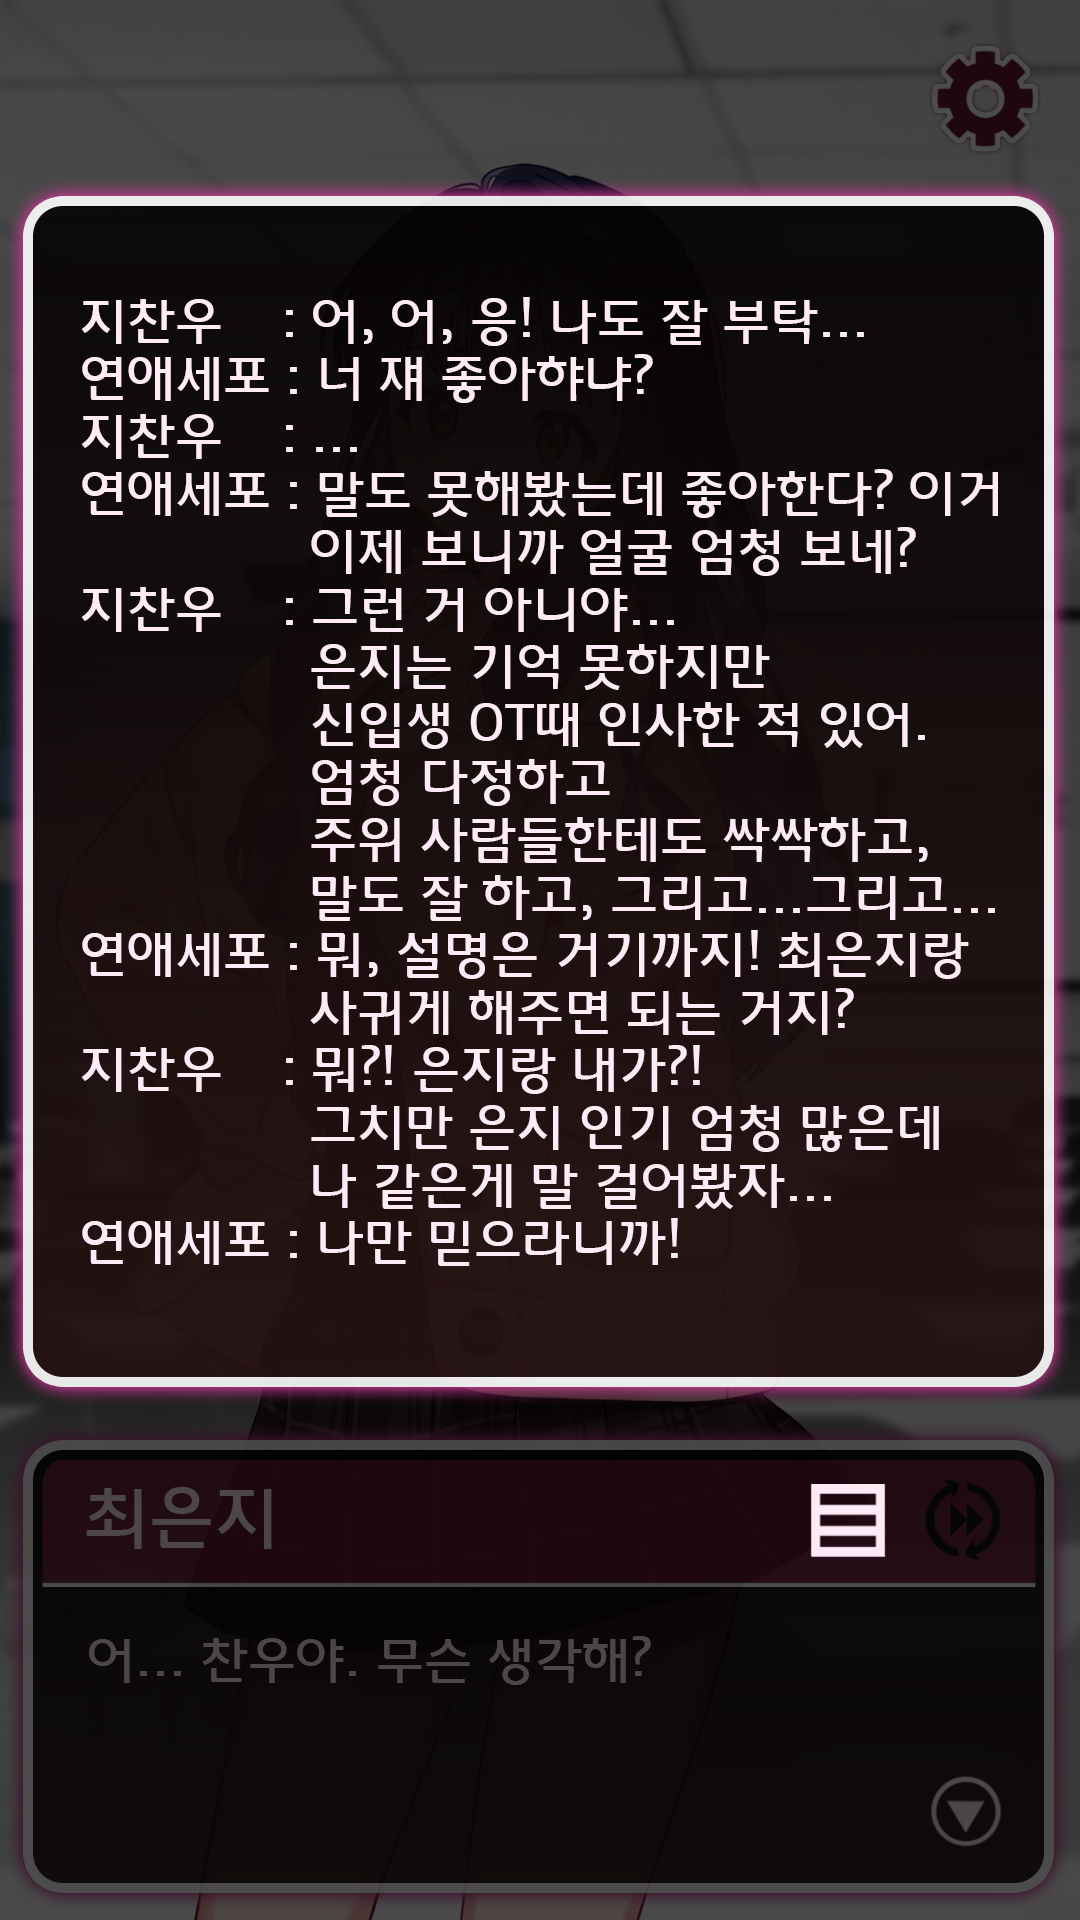 지찬우 : 어, 어, 응! 나도 잘 부탁...
연애세포 : 너 쟤 좋아햐냐?
지찬우 : ...
연애세포 : 말도 못해봤는데 좋아한다? 이거
이제 보니까 얼굴 엄청 보네?
지찬우 : 그런 거 아니야...
은지는 기억 못하지만
신입생 OT때 인사한 적 있어.
엄청 다정하고
주위 사람들한테도 싹싹하고,
말도 잘 하고, 그리고...그리고...
연애세포 : 뭐, 설명은 거기까지! 최은지랑
사귀게 해주면 되는 거지?
지찬우 : 뭐?! 은지랑 내가?!
그치만 은지 인기 엄청 많은데
나 같은게 말 걸어봤자...
연애세포 : 나만 믿으라니까!
최은지
어... 찬우야. 무슨 생각해?